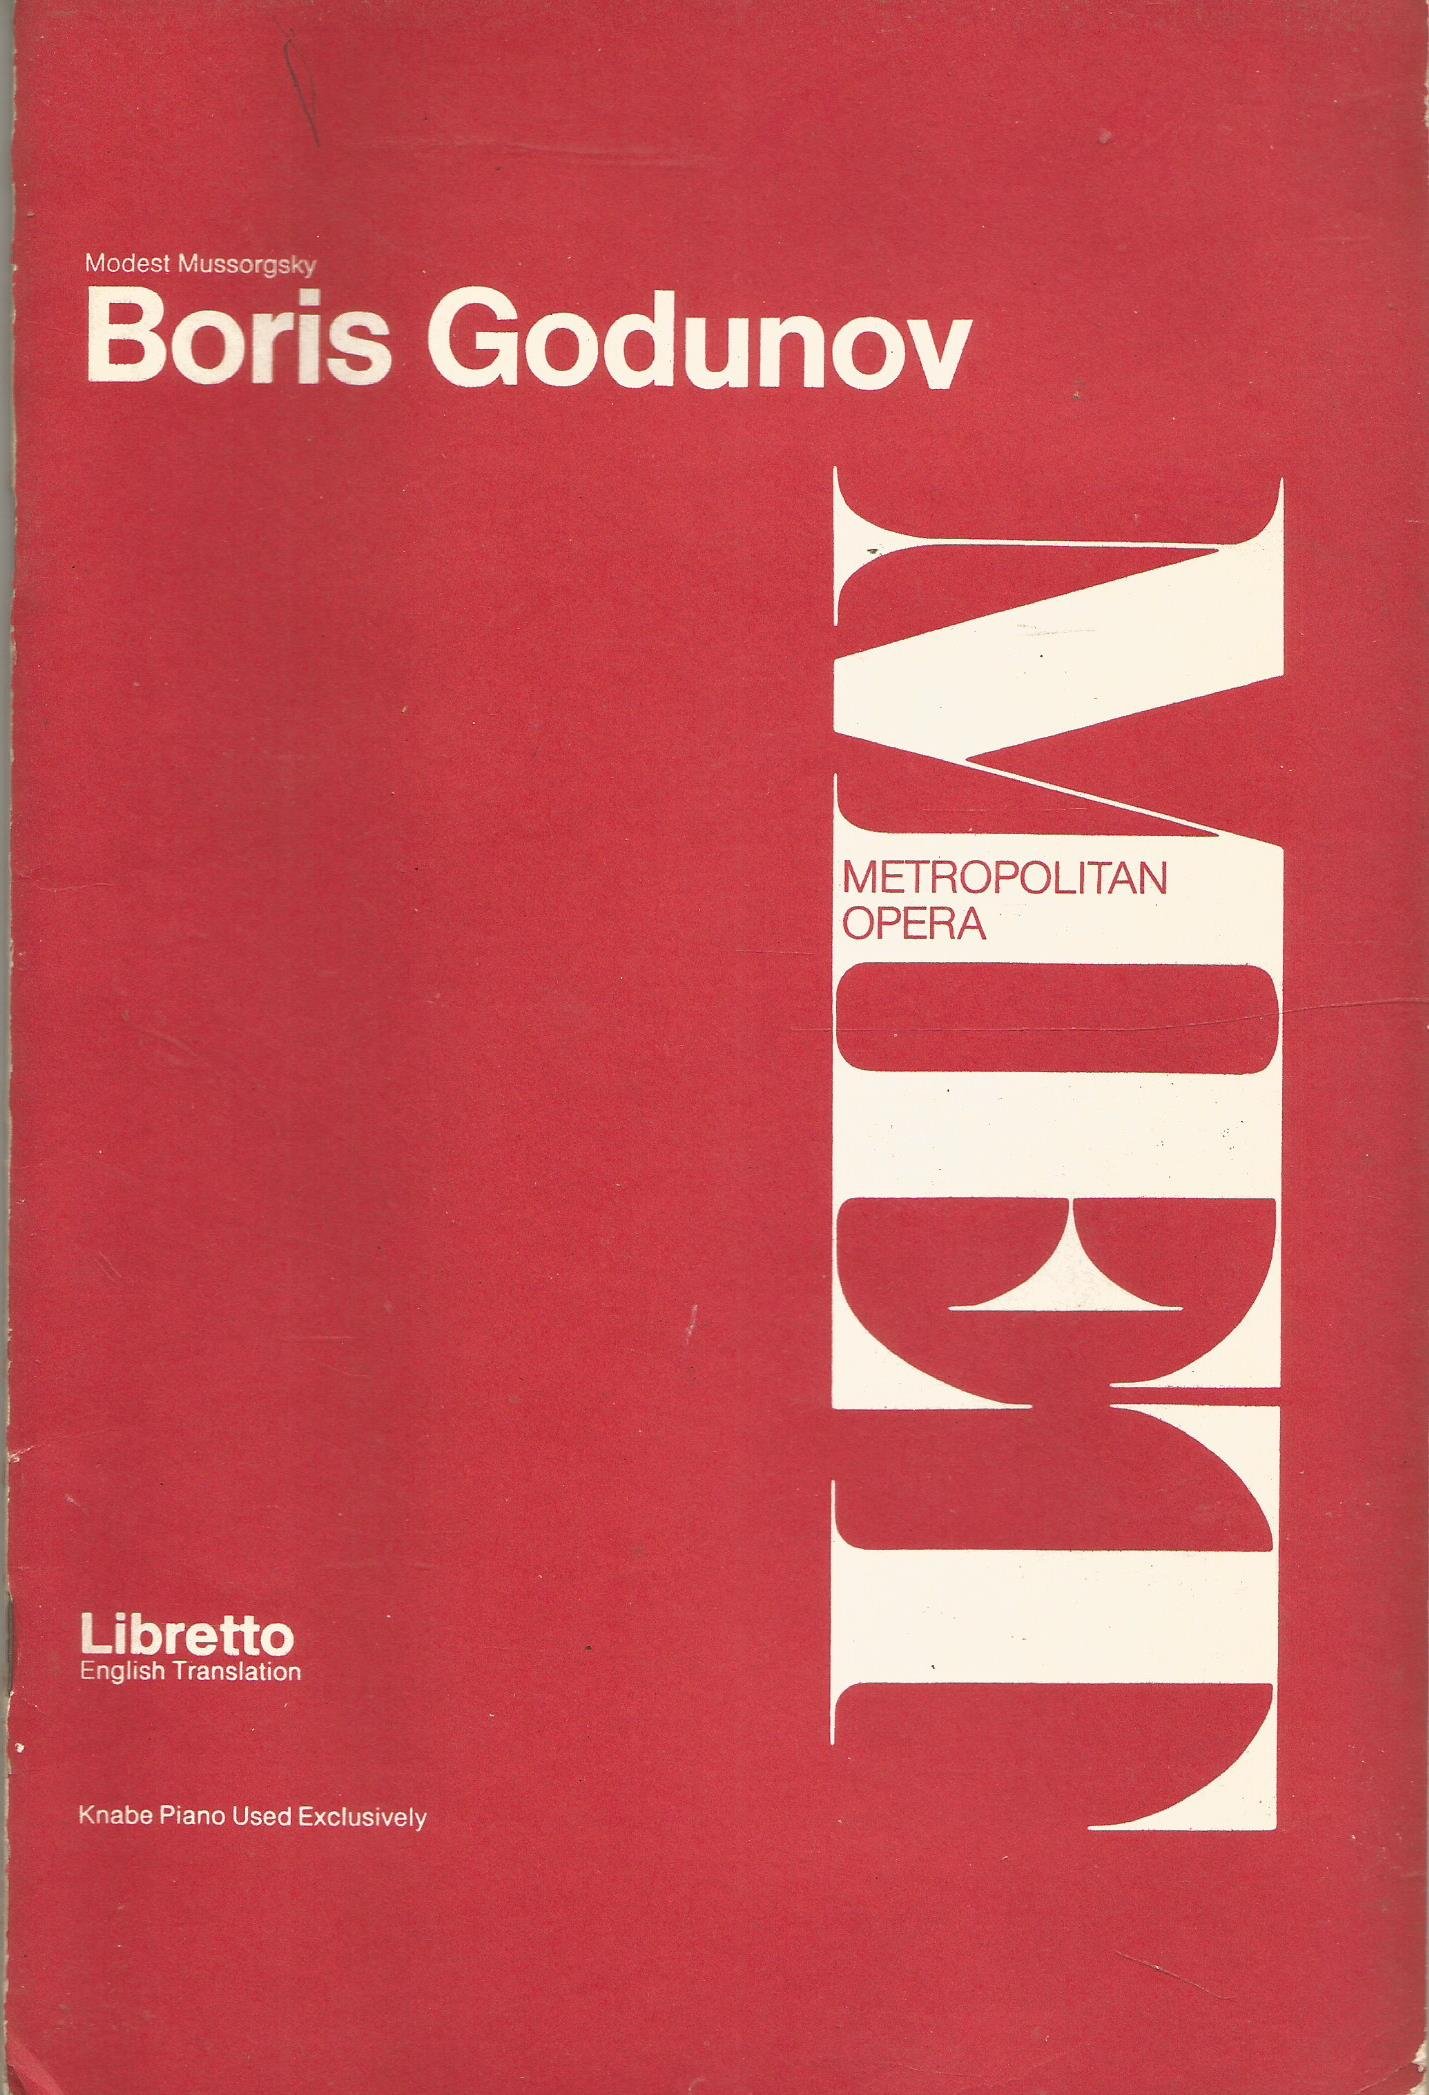 Modest Mussorgsky
Boris Godunov
MET
METROPOLITAN
OPERA
Libretto
English Translation
Knabe Piano Used Exclusively